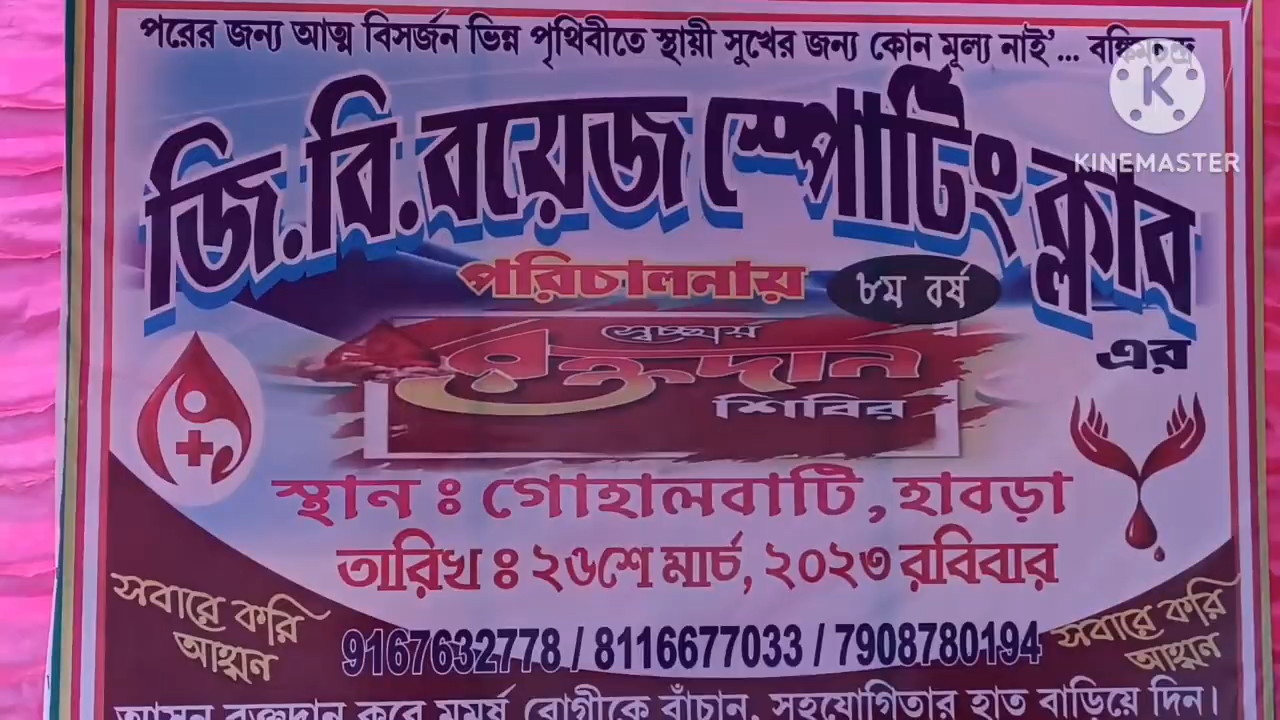 পরের জন্য আত্ম বিসর্জন ভিন্ন পৃথিবীতে স্থায়ী সুখের জন্য কোন মূল্য নাই'... বঙ্কিমচন্দ্র
KINEMASTER
জি.বি.বয়েজ স্পোর্টিং ক্লাব
পরিচালনায়
৮ম বর্ষ
এর
স্বেচ্ছায়
রক্তদান
শিবির
স্থান ঃ গোহালবাটি, হাবড়া
তারিখ ঃ ২৬শে মার্চ, ২০২৩ রবিবার
সবারে করি
আহ্বান
9167632778 / 8116677033 / 7908780194
সবারে করি
আহ্বান
আসুন রক্তদান করে মুমূর্ষ রোগীকে বাঁচান, সহযোগিতার হাত বাড়িয়ে দিন।